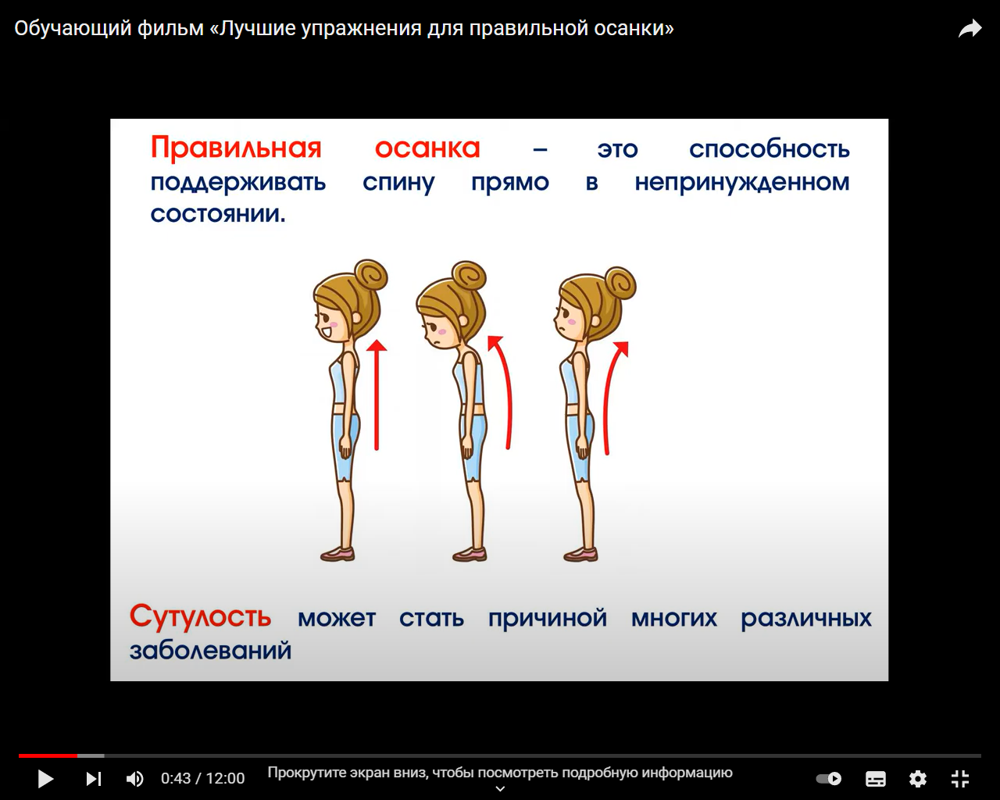 Обучающий фильм «Лучшие упражнения для правильной осанки»
Правильная осанка – это способность
поддерживать спину прямо в непринужденном
состоянии.
Сутулость может стать причиной многих различных
заболеваний
0:43 / 12:00
Прокрутите экран вниз, чтобы посмотреть подробную информацию